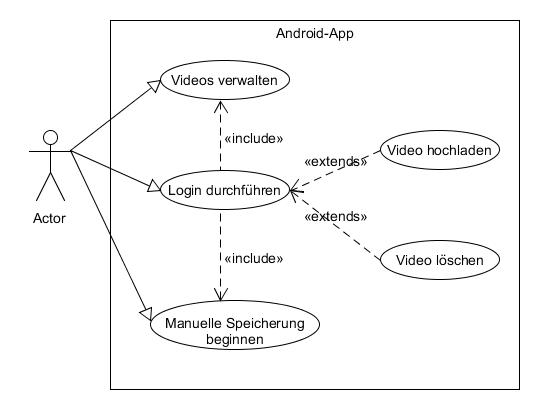 Android-App
Videos verwalten
«include»
Video hochladen
«extends»
Login durchführen
Actor
«extends»
«include»
Video löschen
Manuelle Speicherung
beginnen